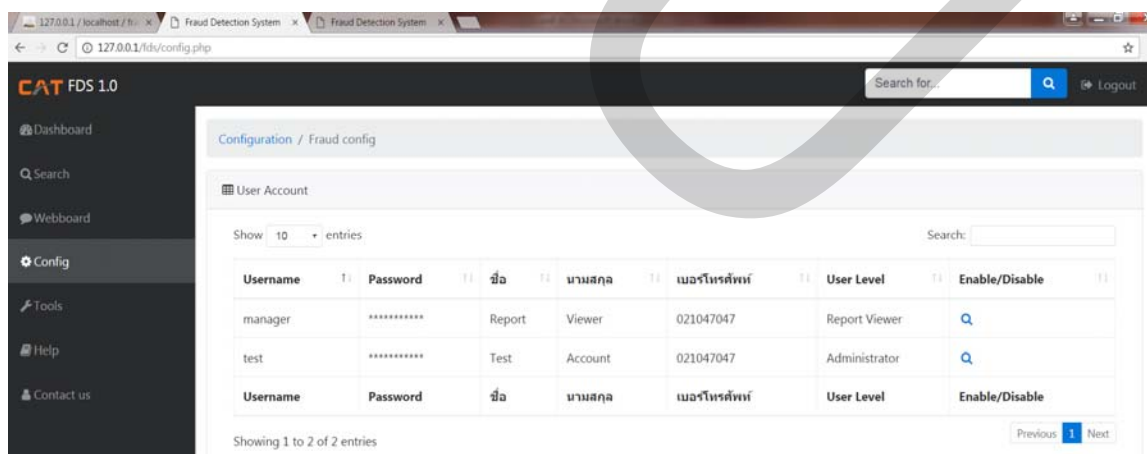 127.0.0.1 / localhost / fr
Fraud Detection System
Fraud Detection System
127.0.0.1/fds/config.php
CAT FDS 1.0
Search for...
Logout
Dashboard
Configuration / Fraud config
Search
User Account
Webboard
Show 10 entries
Search:
Config
Username Password ชื่อ นามสกุล เบอร์โทรศัพท์ User Level Enable/Disable
Tools
manager *********** Report Viewer 021047047 Report Viewer
Help
test *********** Test Account 021047047 Administrator
Contact us
Username Password ชื่อ นามสกุล เบอร์โทรศัพท์ User Level Enable/Disable
Showing 1 to 2 of 2 entries
Previous 1 Next